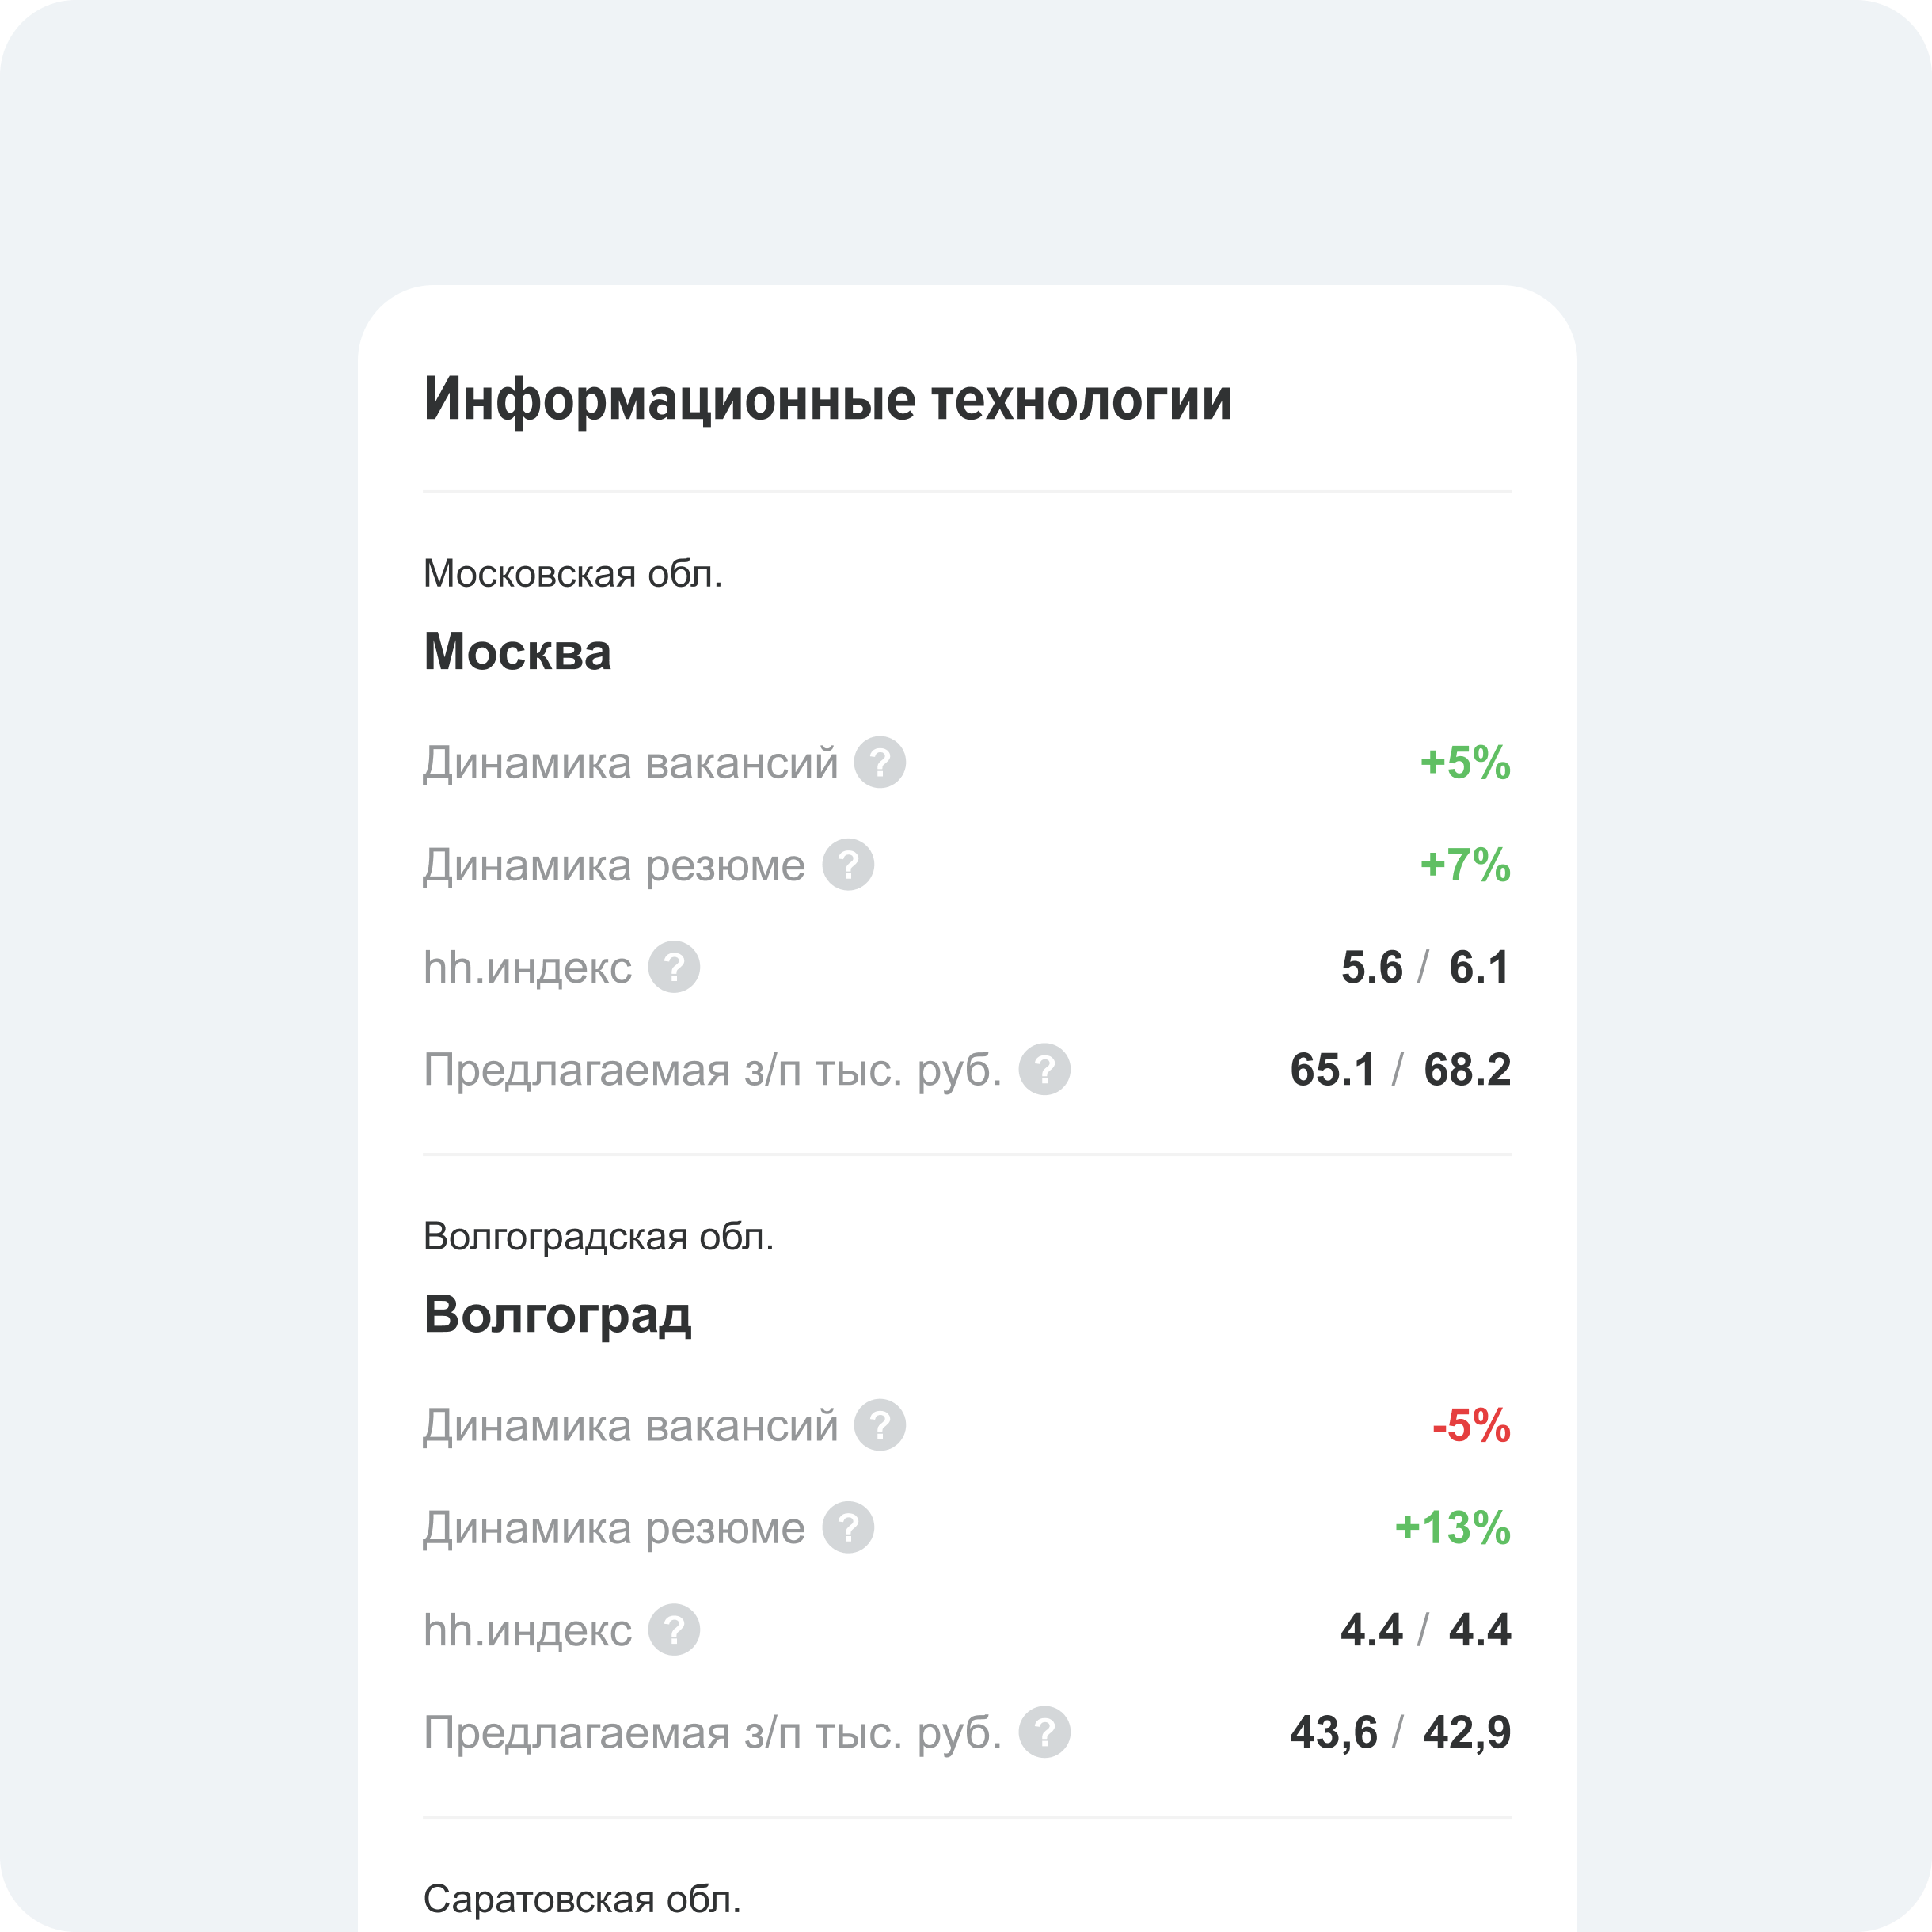 Информационные технологии
Московская обл.
Москва
Динамика вакансий ? +5%
Динамика резюме ? +7%
hh.индекс ? 5.6 / 6.1
Предлагаемая з/п тыс. руб. ? 65.1 / 68.2
Волгоградская обл.
Волгоград
Динамика вакансий ? -5%
Динамика резюме ? +13%
hh.индекс ? 4.4 / 4.4
Предлагаемая з/п тыс. руб. ? 43,6 / 42,9
Саратовская обл.